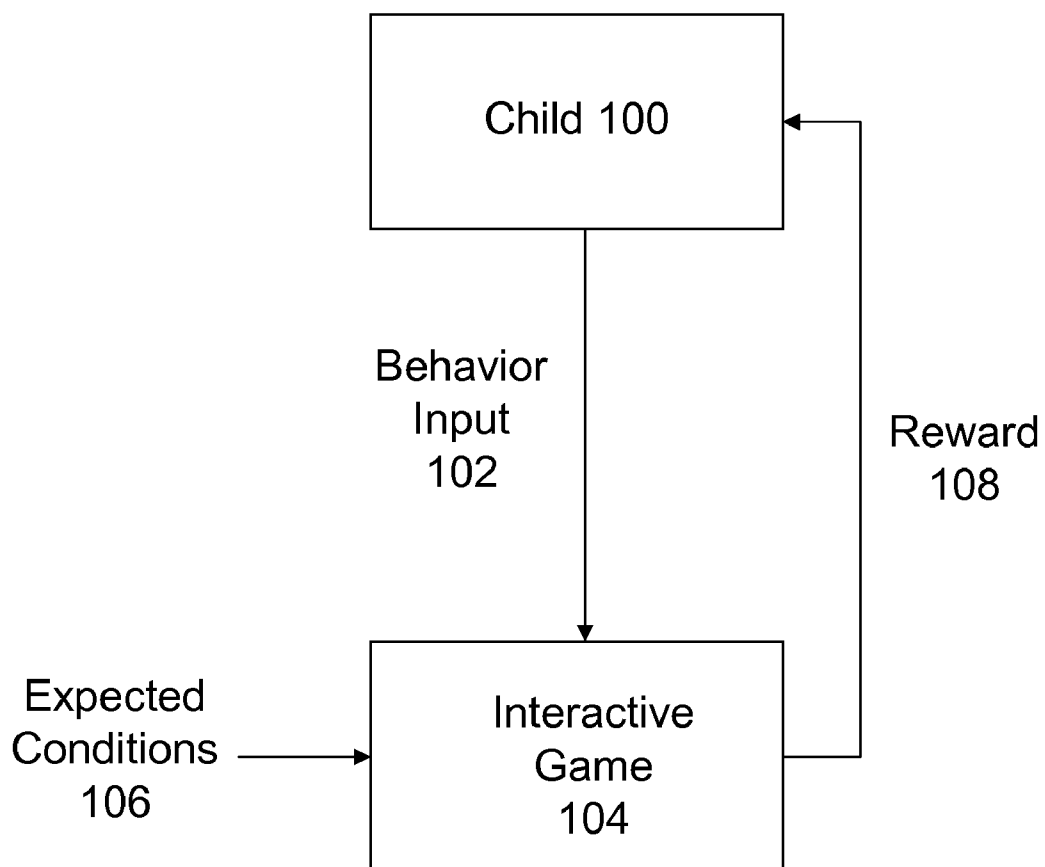 Child 100
Behavior
Input
102
Reward
108
Expected
Conditions
106
Interactive
Game
104